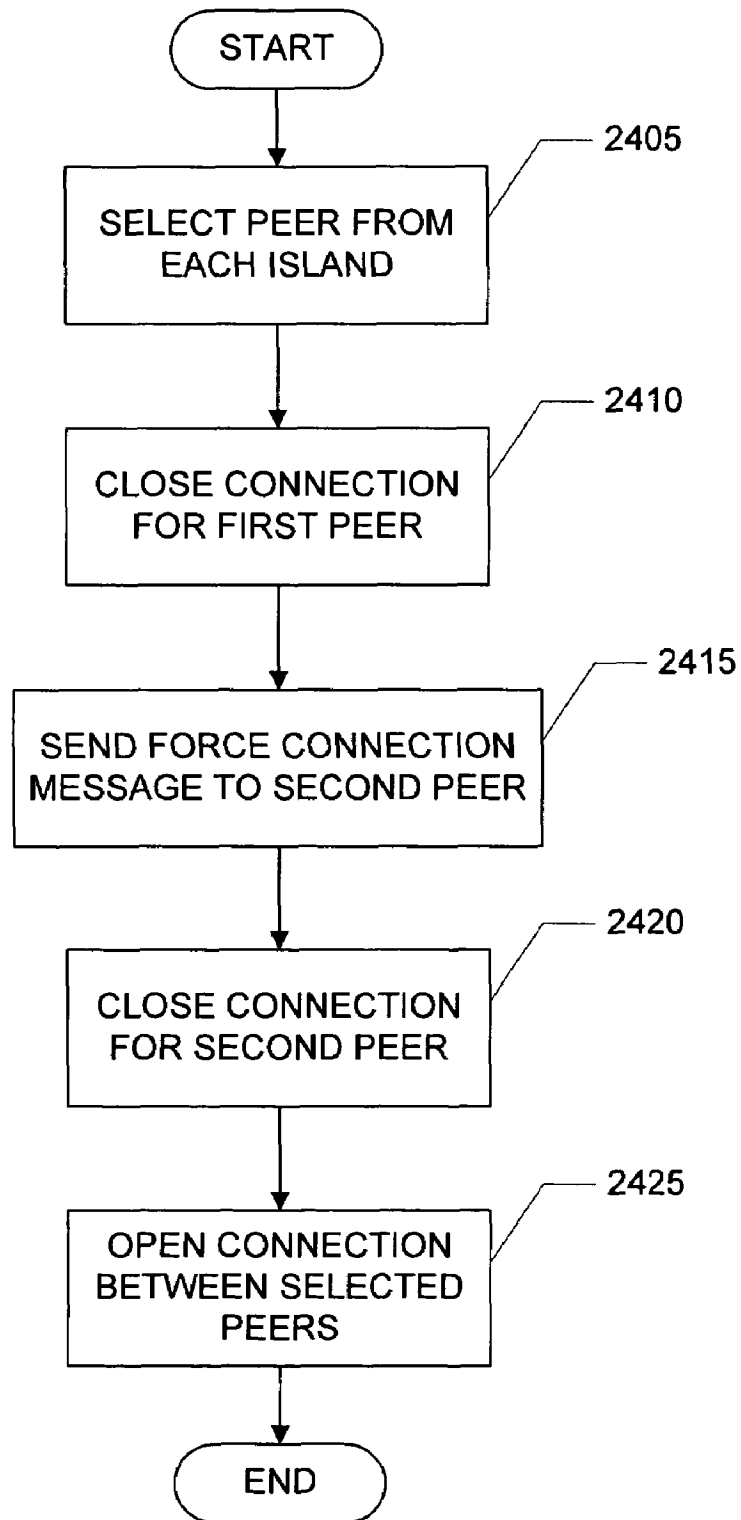 START
2405
SELECT PEER FROM
EACH ISLAND
2410
CLOSE CONNECTION
FOR FIRST PEER
2415
SEND FORCE CONNECTION
MESSAGE TO SECOND PEER
2420
CLOSE CONNECTION
FOR SECOND PEER
2425
OPEN CONNECTION
BETWEEN SELECTED
PEERS
END